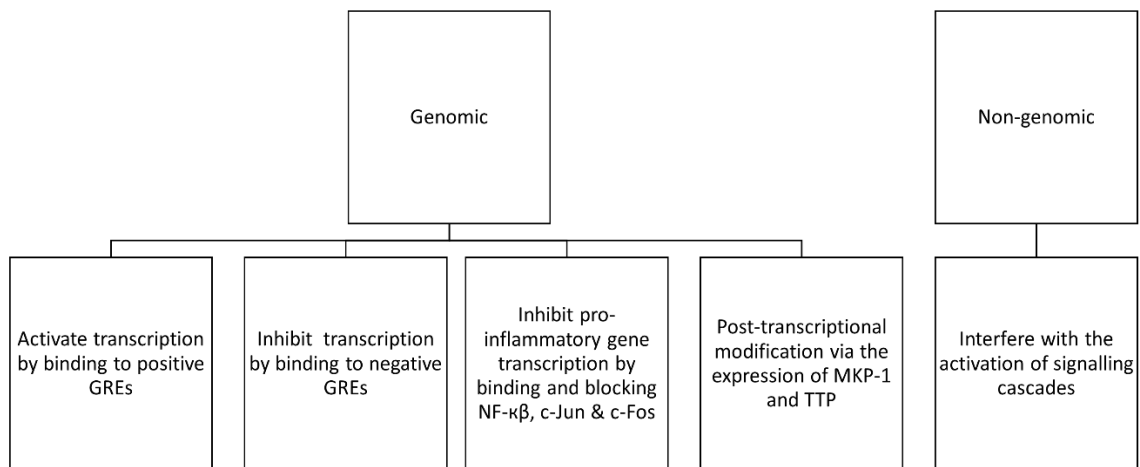 Genomic
Non-genomic
Activate transcription
by binding to positive
GREs
Inhibit transcription
by binding to negative
GREs
Inhibit pro-
inflammatory gene
transcription by
binding and blocking
NF-κβ, c-Jun & c-Fos
Post-transcriptional
modification via the
expression of MKP-1
and TTP
Interfere with the
activation of signalling
cascades